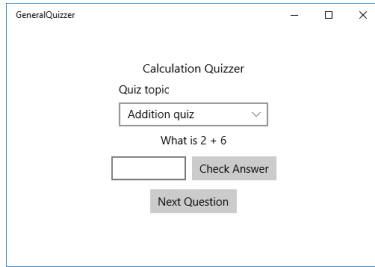 GeneralQuizzer
Calculation Quizzer
Quiz topic
Addition quiz
What is 2 + 6
Check Answer
Next Question